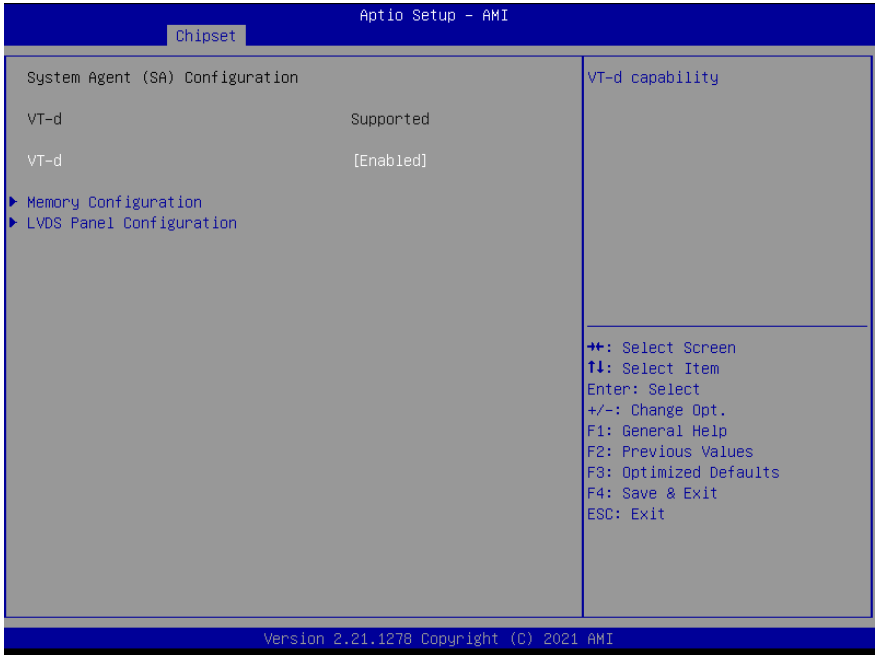 Aptio Setup – AMI
Chipset
System Agent (SA) Configuration
VT-d Supported
VT-d [Enabled]
▶ Memory Configuration
▶ LVDS Panel Configuration
VT-d capability
→←: Select Screen
↑↓: Select Item
Enter: Select
+/-: Change Opt.
F1: General Help
F2: Previous Values
F3: Optimized Defaults
F4: Save & Exit
ESC: Exit
Version 2.21.1278 Copyright (C) 2021 AMI